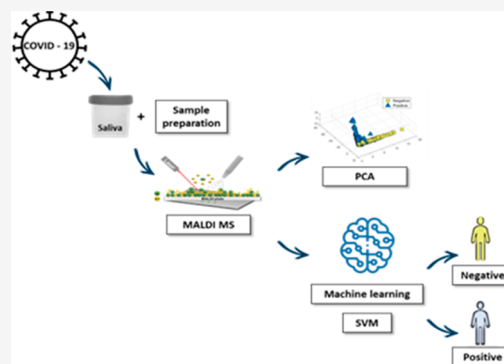 COVID - 19
Saliva
+
Sample
preparation
MALDI MS
Negative
Positive
PCA
Machine learning
SVM
Negative
Positive